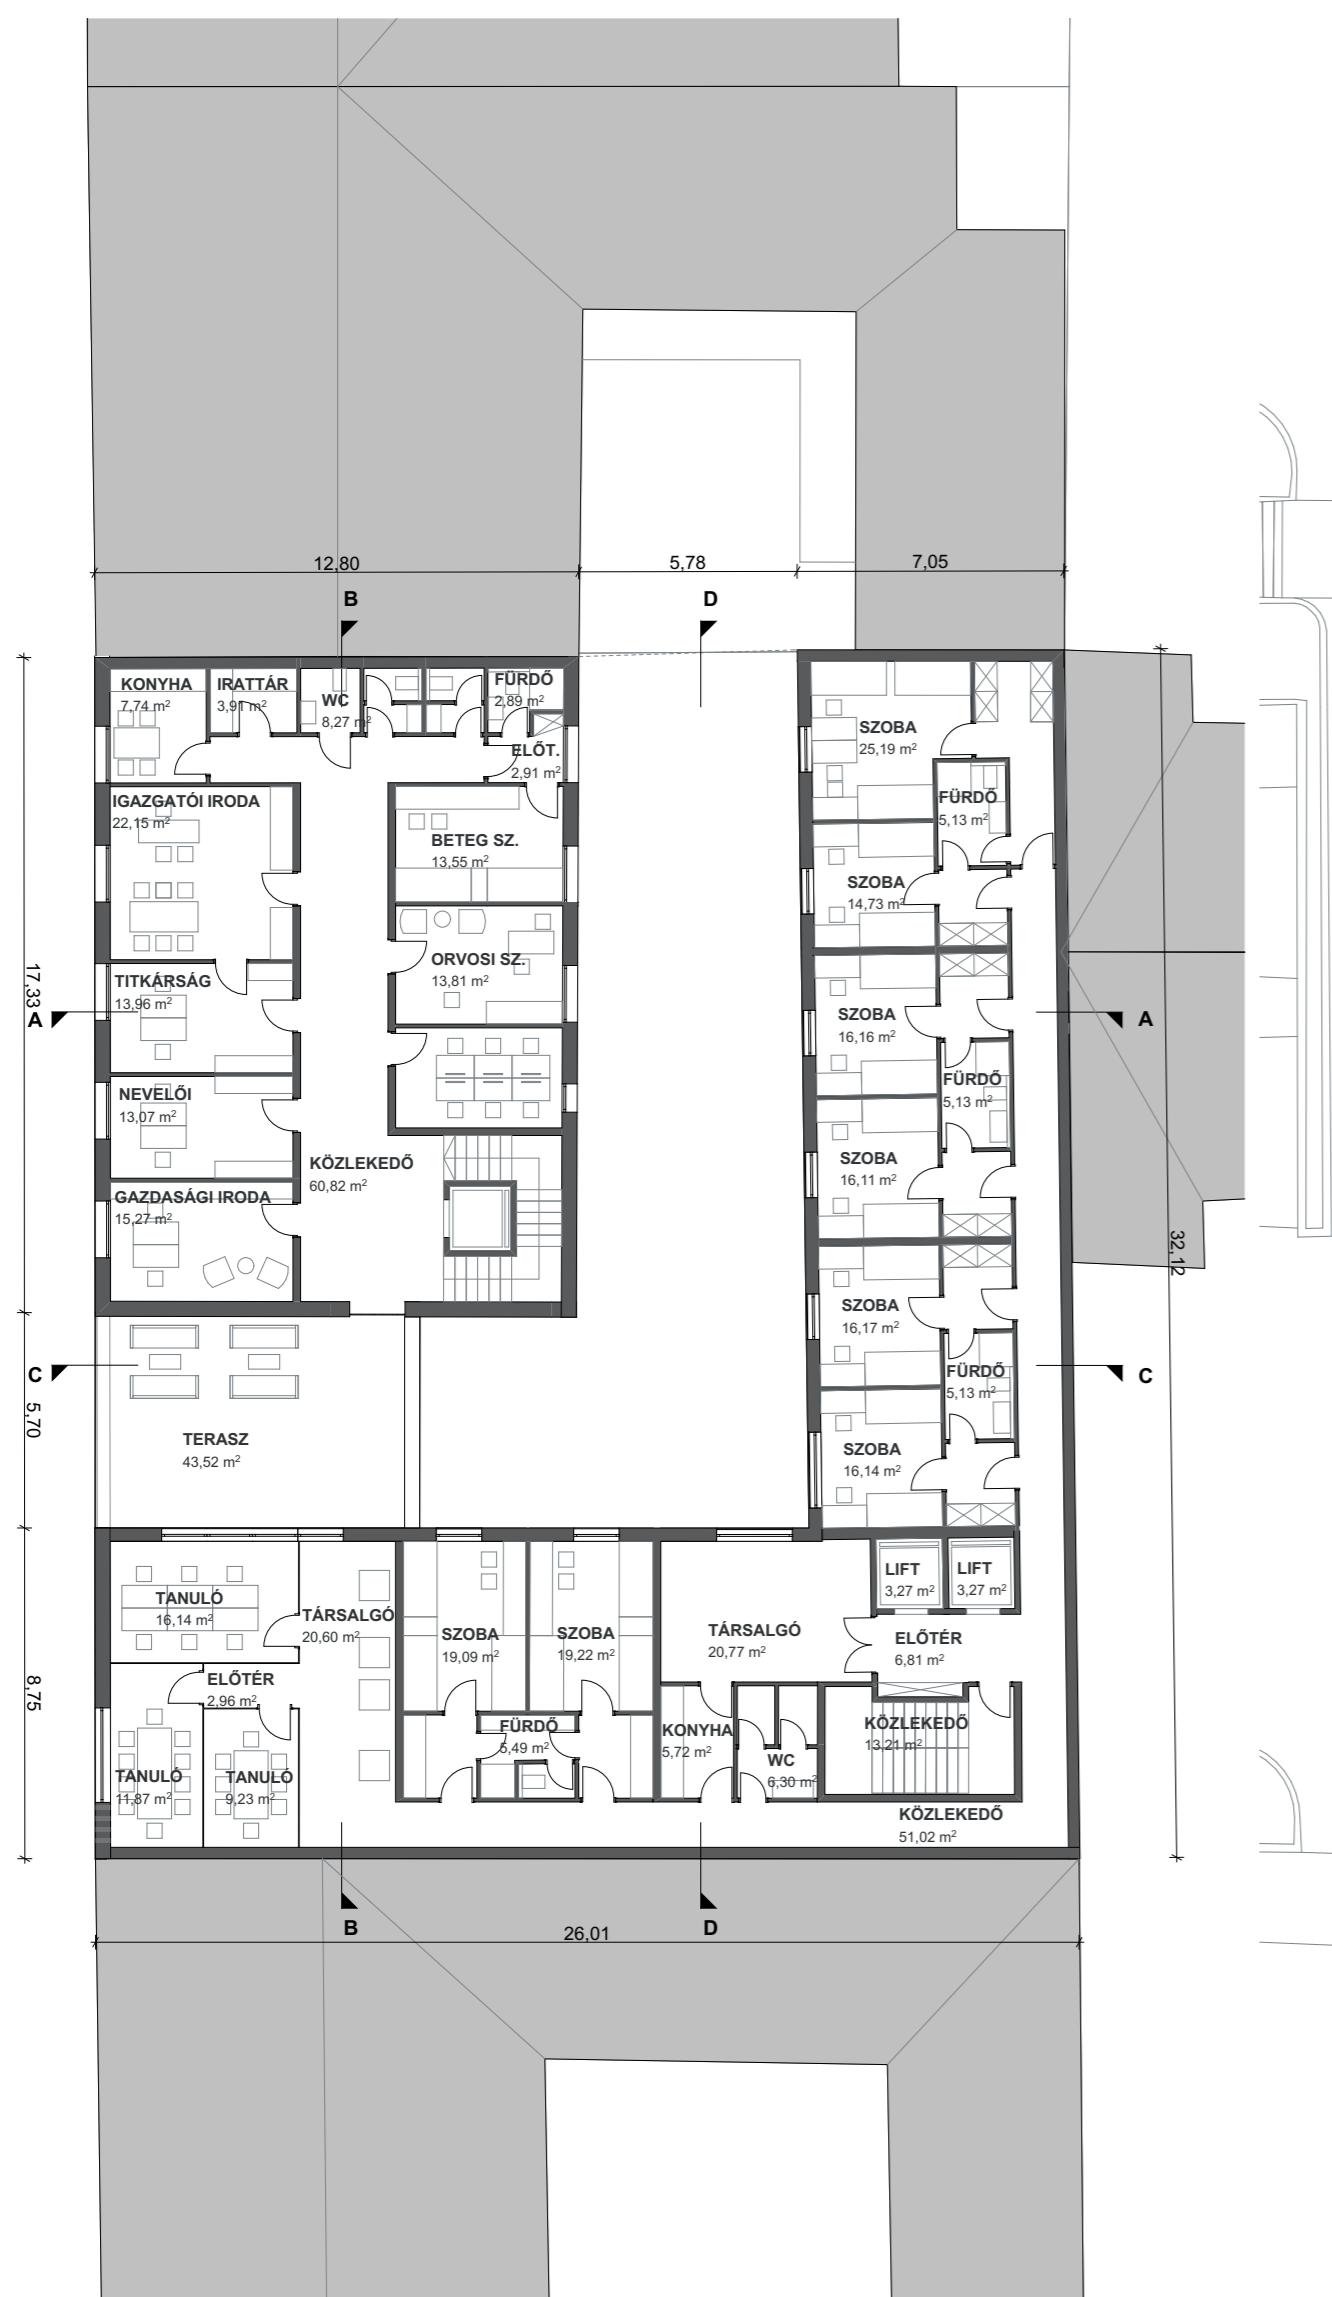 12,80
5,78
7,05
B
D
KONYHA
7,74 m²
IRATTÁR
3,91 m²
WC
8,27 m²
FÜRDŐ
2,89 m²
ELŐT.
2,91 m²
SZOBA
25,19 m²
FÜRDŐ
5,13 m²
IGAZGATÓI IRODA
22,15 m²
BETEG SZ.
13,55 m²
SZOBA
14,73 m²
ORVOSI SZ.
13,81 m²
TITKÁRSÁG
13,96 m²
17,33
A
SZOBA
16,16 m²
A
NEVELŐI
13,07 m²
FÜRDŐ
5,13 m²
KÖZLEKEDŐ
60,82 m²
SZOBA
16,11 m²
GAZDASÁGI IRODA
15,27 m²
32,12
SZOBA
16,17 m²
C
5,70
FÜRDŐ
5,13 m²
C
TERASZ
43,52 m²
SZOBA
16,14 m²
LIFT
3,27 m²
LIFT
3,27 m²
TANULÓ
16,14 m²
TÁRSALGÓ
20,60 m²
SZOBA
19,09 m²
SZOBA
19,22 m²
TÁRSALGÓ
20,77 m²
ELŐTÉR
6,81 m²
8,75
ELŐTÉR
2,96 m²
FÜRDŐ
5,49 m²
KONYHA
5,72 m²
WC
6,30 m²
KÖZLEKEDŐ
13,21 m²
TANULÓ
11,87 m²
TANULÓ
9,23 m²
KÖZLEKEDŐ
51,02 m²
B
D
26,01